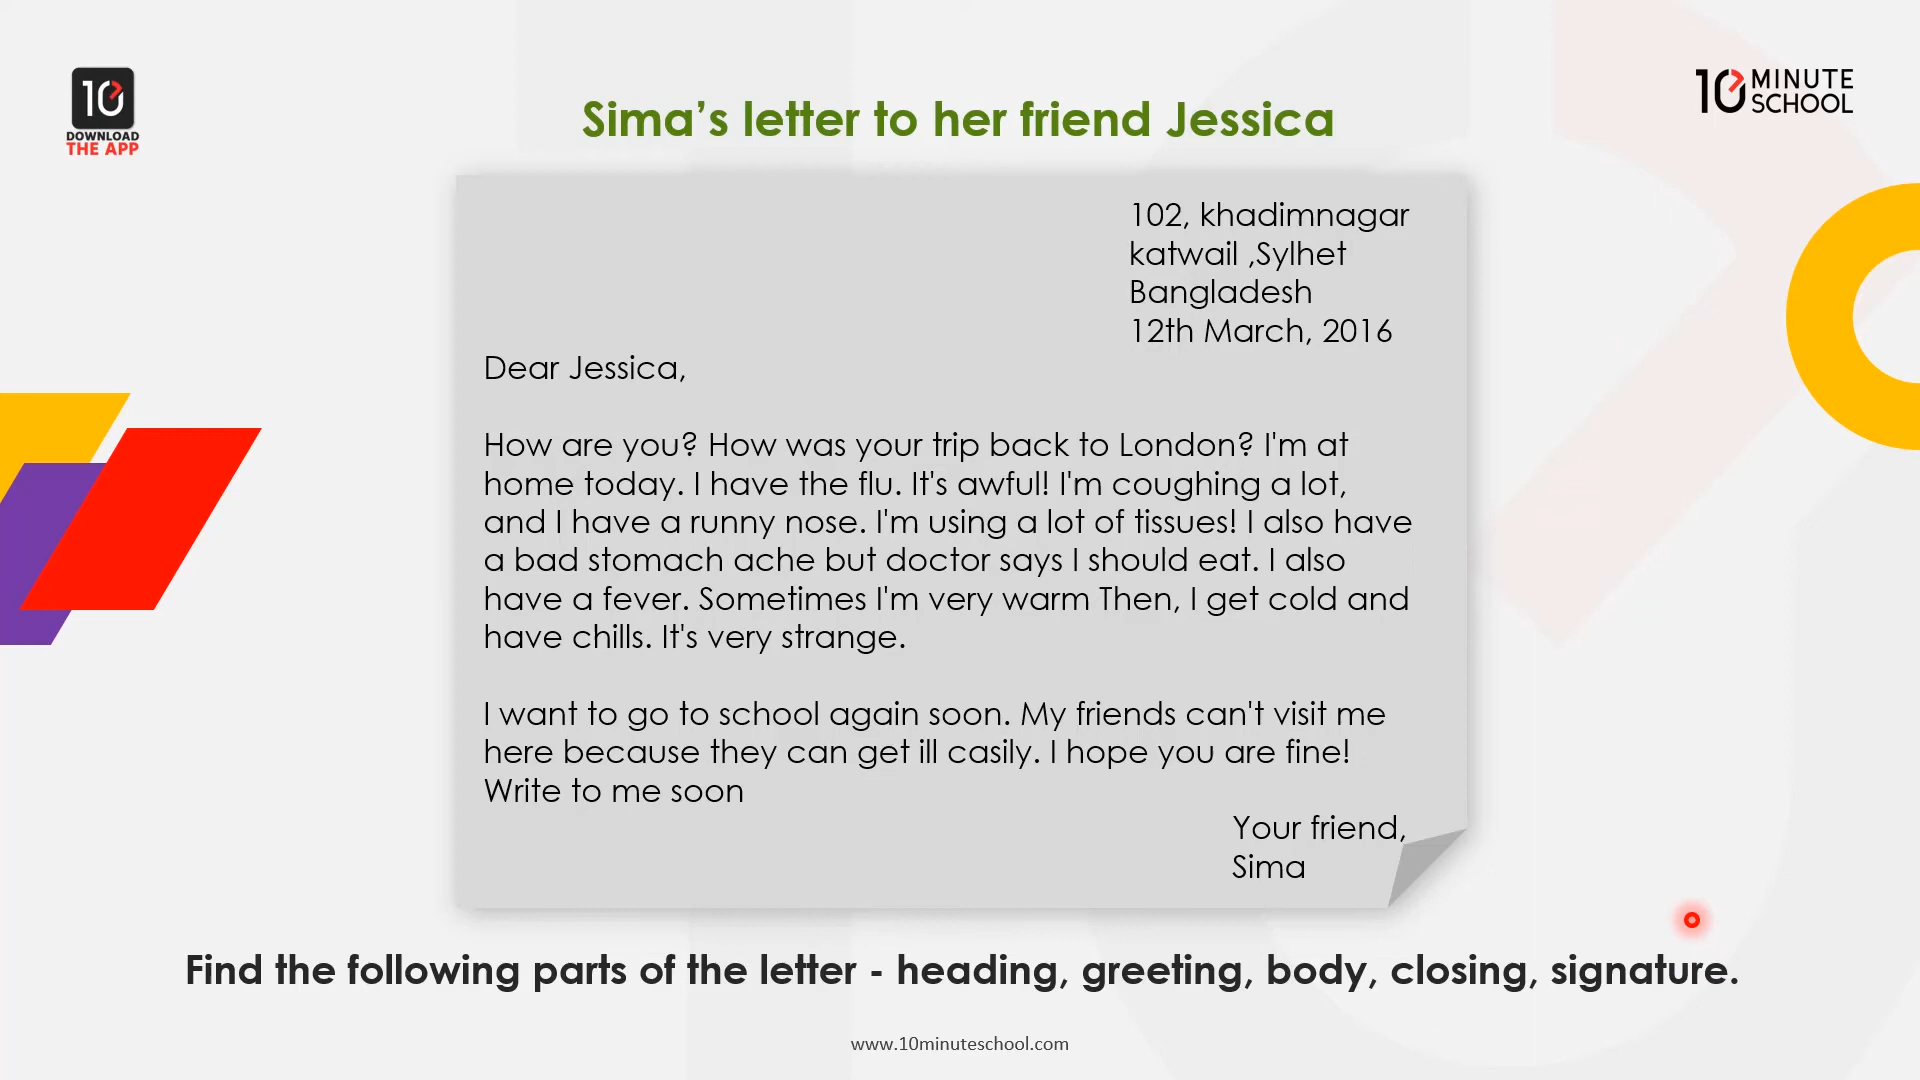 10
DOWNLOAD
THE APP
10 MINUTE
SCHOOL
Sima’s letter to her friend Jessica
102, khadimnagar
katwail ,Sylhet
Bangladesh
12th March, 2016
Dear Jessica,
How are you? How was your trip back to London? I'm at
home today. I have the flu. It's awful! I'm coughing a lot,
and I have a runny nose. I'm using a lot of tissues! I also have
a bad stomach ache but doctor says I should eat. I also
have a fever. Sometimes I'm very warm Then, I get cold and
have chills. It's very strange.
I want to go to school again soon. My friends can't visit me
here because they can get ill casily. I hope you are fine!
Write to me soon
Your friend,
Sima
Find the following parts of the letter - heading, greeting, body, closing, signature.
www.10minuteschool.com